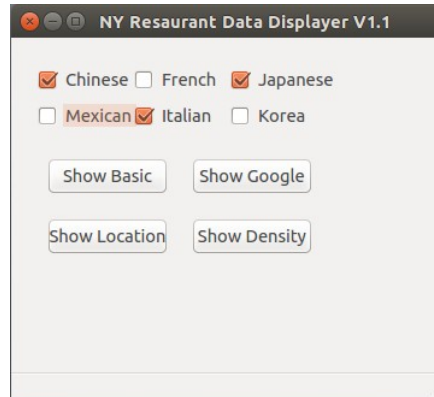 NY Resaurant Data Displayer V1.1
Chinese French Japanese
Mexican Italian Korea
Show Basic Show Google
Show Location Show Density